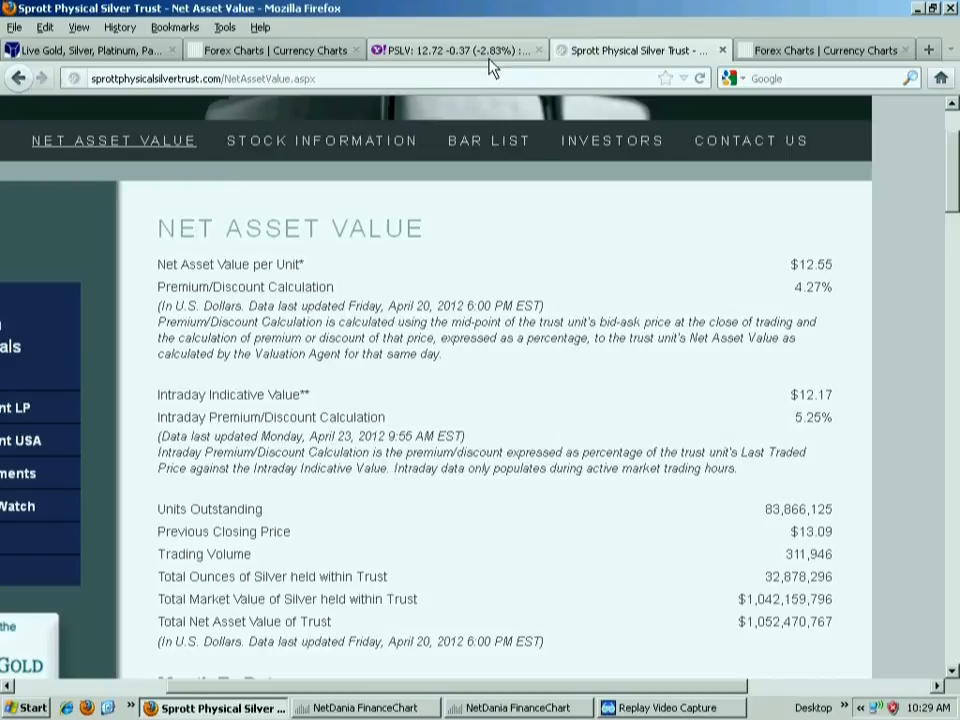 Sprott Physical Silver Trust - Net Asset Value - Mozilla Firefox
File Edit View History Bookmarks Tools Help
Live Gold, Silver, Platinum, Pa... Forex Charts | Currency Charts PSLV: 12.72 -0.37 (-2.83%) :... Sprott Physical Silver Trust - ... Forex Charts | Currency Charts
sprottphysicalsilvertrust.com/NetAssetValue.aspx Google
NET ASSET VALUE STOCK INFORMATION BAR LIST INVESTORS CONTACT US
NET ASSET VALUE
Net Asset Value per Unit* $12.55
Premium/Discount Calculation 4.27%
(In U.S. Dollars. Data last updated Friday, April 20, 2012 6:00 PM EST)
Premium/Discount Calculation is calculated using the mid-point of the trust unit's bid-ask price at the close of trading and
the calculation of premium or discount of that price, expressed as a percentage, to the trust unit's Net Asset Value as
calculated by the Valuation Agent for that same day.
als
Intraday Indicative Value** $12.17
nt LP
Intraday Premium/Discount Calculation 5.25%
(Data last updated Monday, April 23, 2012 9:55 AM EST)
nt USA
Intraday Premium/Discount Calculation is the premium/discount expressed as percentage of the trust unit's Last Traded
Price against the Intraday Indicative Value. Intraday data only populates during active market trading hours.
ments
Watch
Units Outstanding 83,866,125
Previous Closing Price $13.09
Trading Volume 311,946
Total Ounces of Silver held within Trust 32,878,296
Total Market Value of Silver held within Trust $1,042,159,796
Total Net Asset Value of Trust $1,052,470,767
the
(In U.S. Dollars. Data last updated Friday, April 20, 2012 6:00 PM EST)
GOLD
Start » Sprott Physical Silver ... NetDania FinanceChart NetDania FinanceChart Replay Video Capture Desktop » « 10:29 AM